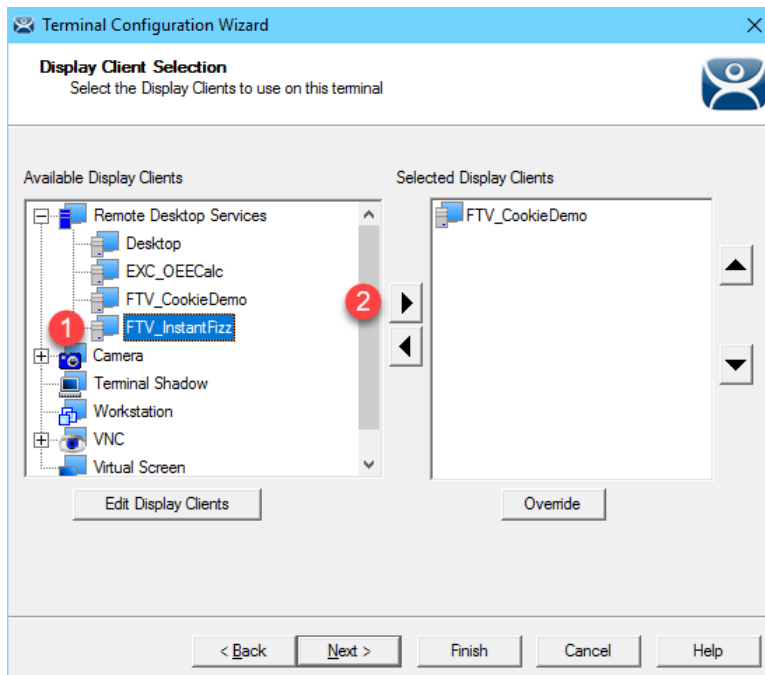 Terminal Configuration Wizard
Display Client Selection
Select the Display Clients to use on this terminal
Available Display Clients
Selected Display Clients
Remote Desktop Services
Desktop
EXC_OEECalc
FTV_CookieDemo
1
FTV_InstantFizz
Camera
Terminal Shadow
Workstation
VNC
Virtual Screen
2
FTV_CookieDemo
Edit Display Clients
Override
< Back
Next >
Finish
Cancel
Help